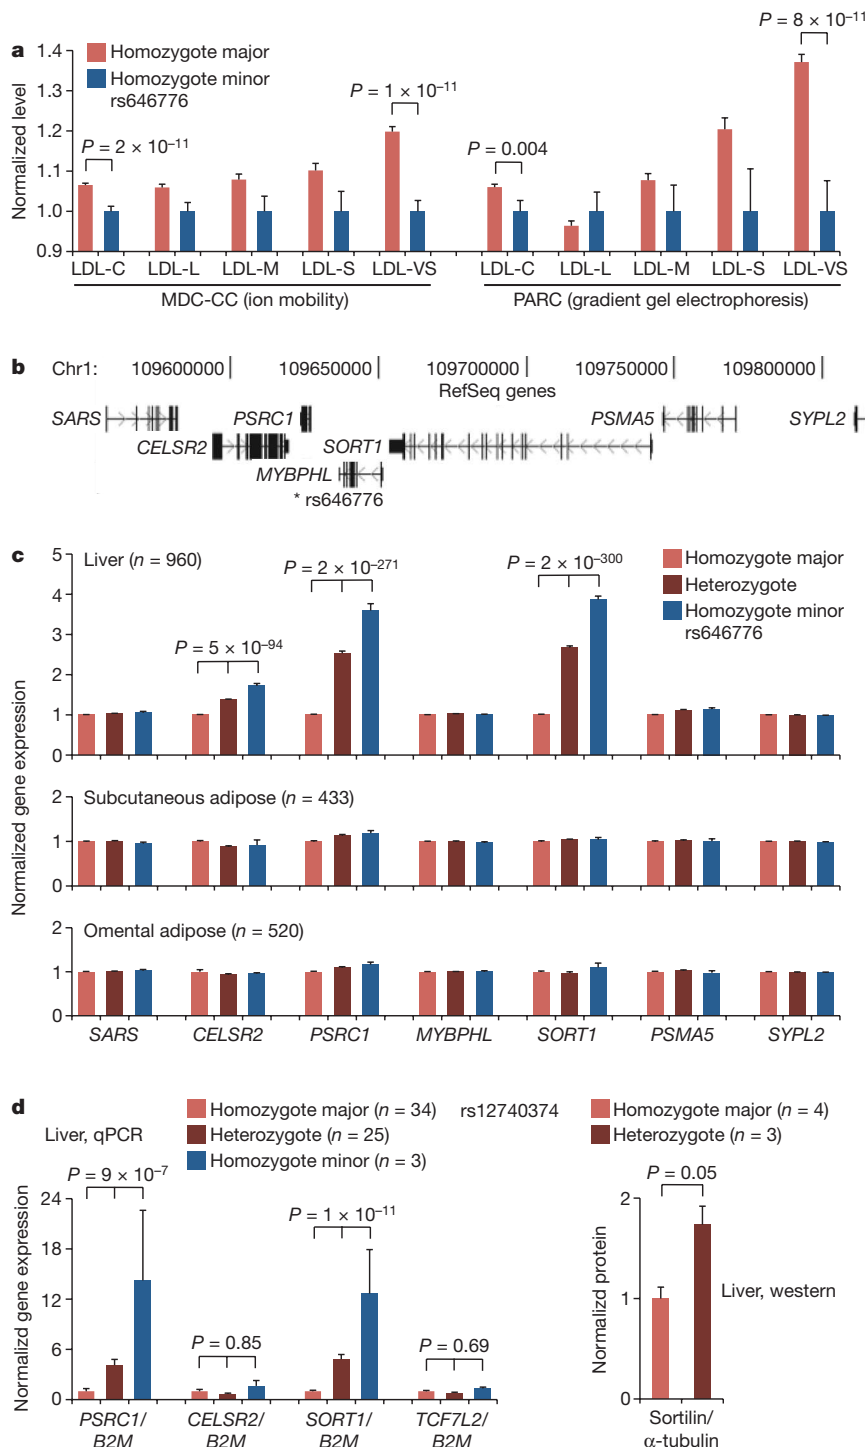 a
1.4
1.3
1.2
1.1
1.0
0.9
Normalized level
Homozygote major
Homozygote minor
rs646776
P = 2 × 10–11
P = 1 × 10–11
P = 0.004
P = 8 × 10–11
LDL-C LDL-L LDL-M LDL-S LDL-VS LDL-C LDL-L LDL-M LDL-S LDL-VS
MDC-CC (ion mobility) PARC (gradient gel electrophoresis)
b
Chr1: 109600000 109650000 109700000 109750000 109800000
RefSeq genes
SARS PSRC1 PSMA5 SYPL2
CELSR2 SORT1
MYBPHL
* rs646776
c
5
4
3
2
1
0
Liver (n = 960)
P = 5 × 10–94
P = 2 × 10–271
P = 2 × 10–300
Homozygote major
Heterozygote
Homozygote minor
rs646776
Normalized gene expression
2
1
0
Subcutaneous adipose (n = 433)
2
1
0
Omental adipose (n = 520)
SARS CELSR2 PSRC1 MYBPHL SORT1 PSMA5 SYPL2
d
Homozygote major (n = 34) rs12740374
Heterozygote (n = 25)
Homozygote minor (n = 3)
Liver, qPCR
P = 9 × 10–7
P = 0.85
P = 1 × 10–11
P = 0.69
24
18
12
6
0
Normalizd gene expression
PSRC1/
B2M
CELSR2/
B2M
SORT1/
B2M
TCF7L2/
B2M
Homozygote major (n = 4)
Heterozygote (n = 3)
P = 0.05
2
1
0
Normalizd protein
Liver, western
Sortilin/
α-tubulin